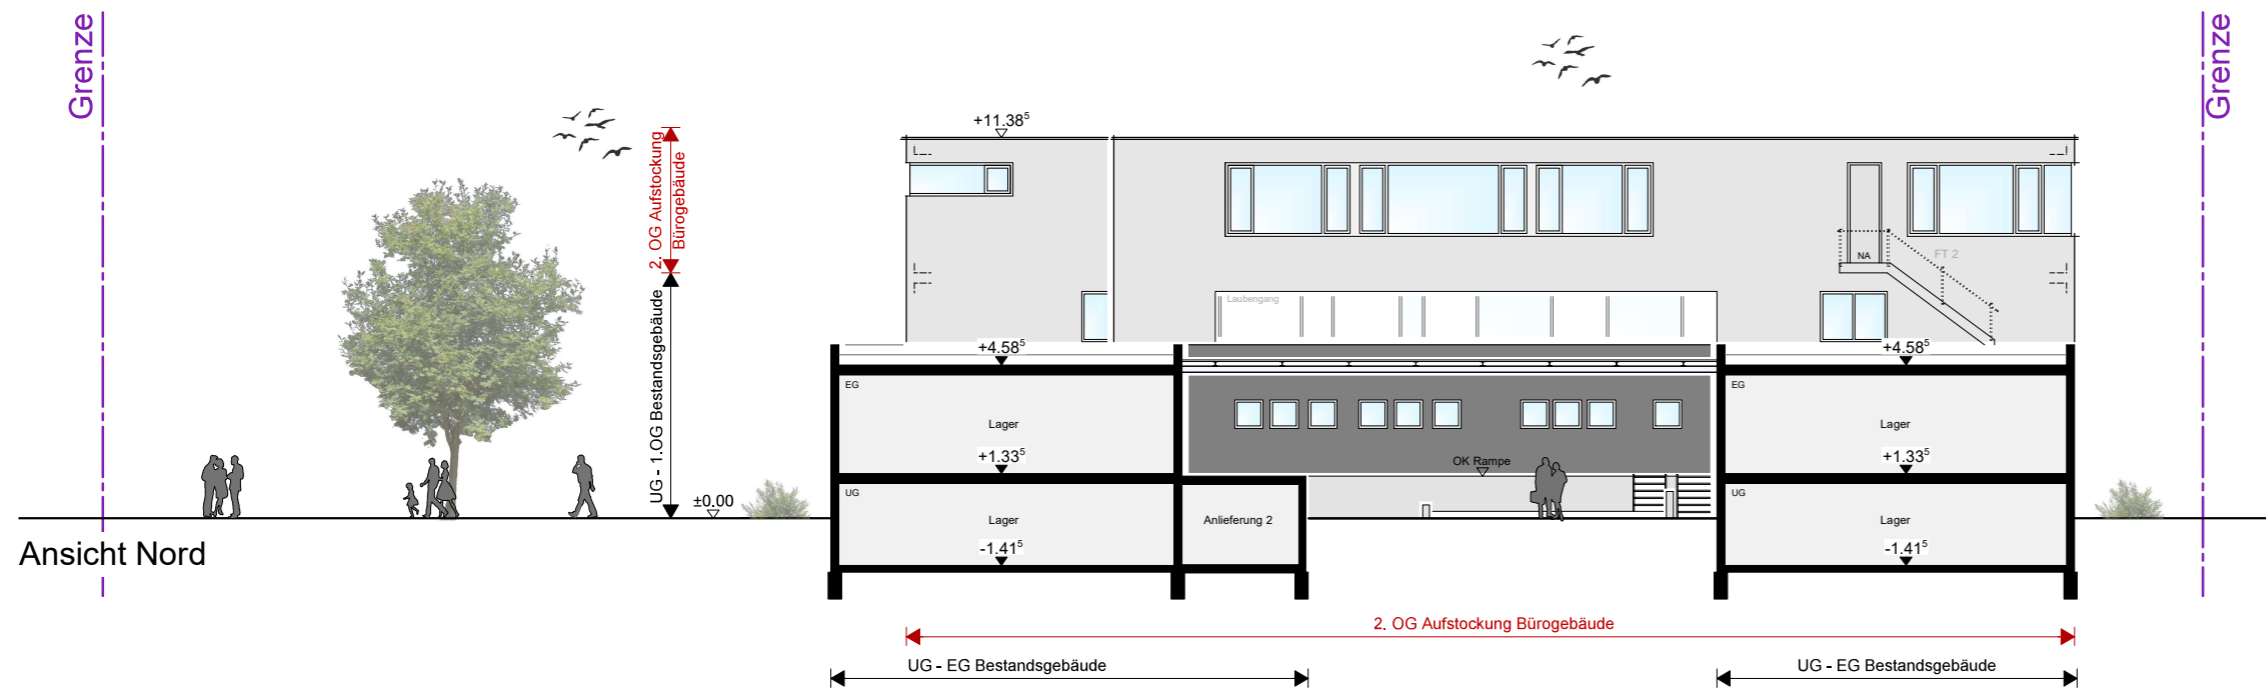 Grenze
Grenze
+11.38⁵
2. OG Aufstockung
Bürogebäude
UG - 1.OG Bestandsgebäude
±0.00
NA
FT 2
Laubengang
+4.58⁵
+4.58⁵
EG
Lager
+1.33⁵
OK Rampe
EG
Lager
+1.33⁵
UG
Lager
-1.41⁵
Anlieferung 2
UG
Lager
-1.41⁵
Ansicht Nord
2. OG Aufstockung Bürogebäude
UG - EG Bestandsgebäude
UG - EG Bestandsgebäude